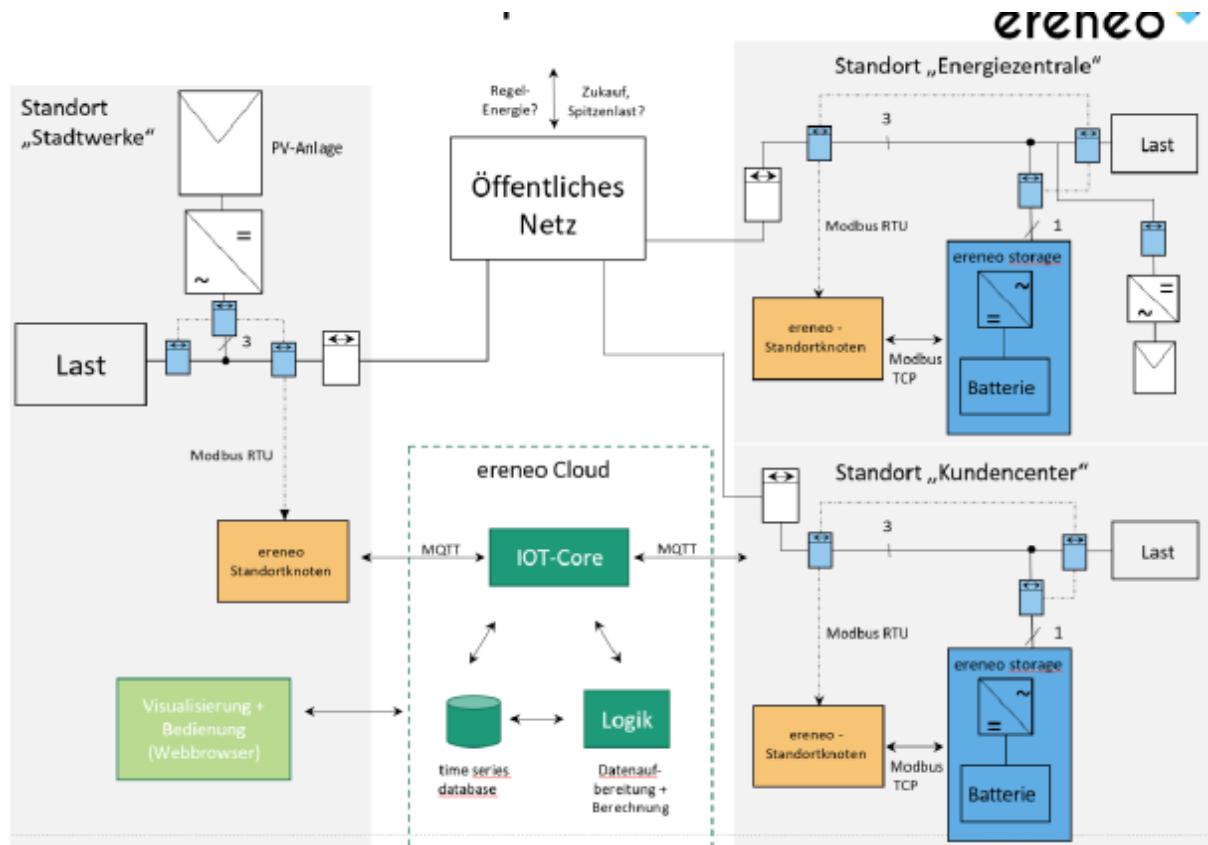 ereneo
Standort
„Stadtwerke“
PV-Anlage
=
~
3
Last
Modbus RTU
ereneo
Standortknoten
Visualisierung +
Bedienung
(Webbrowser)
Regel-
Energie?
Zukauf,
Spitzenlast?
Öffentliches
Netz
ereneo Cloud
MQTT
IOT-Core
MQTT
Logik
time series
database
Datenauf-
bereitung +
Berechnung
Standort „Energiezentrale“
3
Last
Modbus RTU
1
ereneo storage
~
=
=
~
ereneo -
Standortknoten
Modbus
TCP
Batterie
Standort „Kundencenter“
3
Last
Modbus RTU
1
ereneo storage
~
=
ereneo -
Standortknoten
Modbus
TCP
Batterie